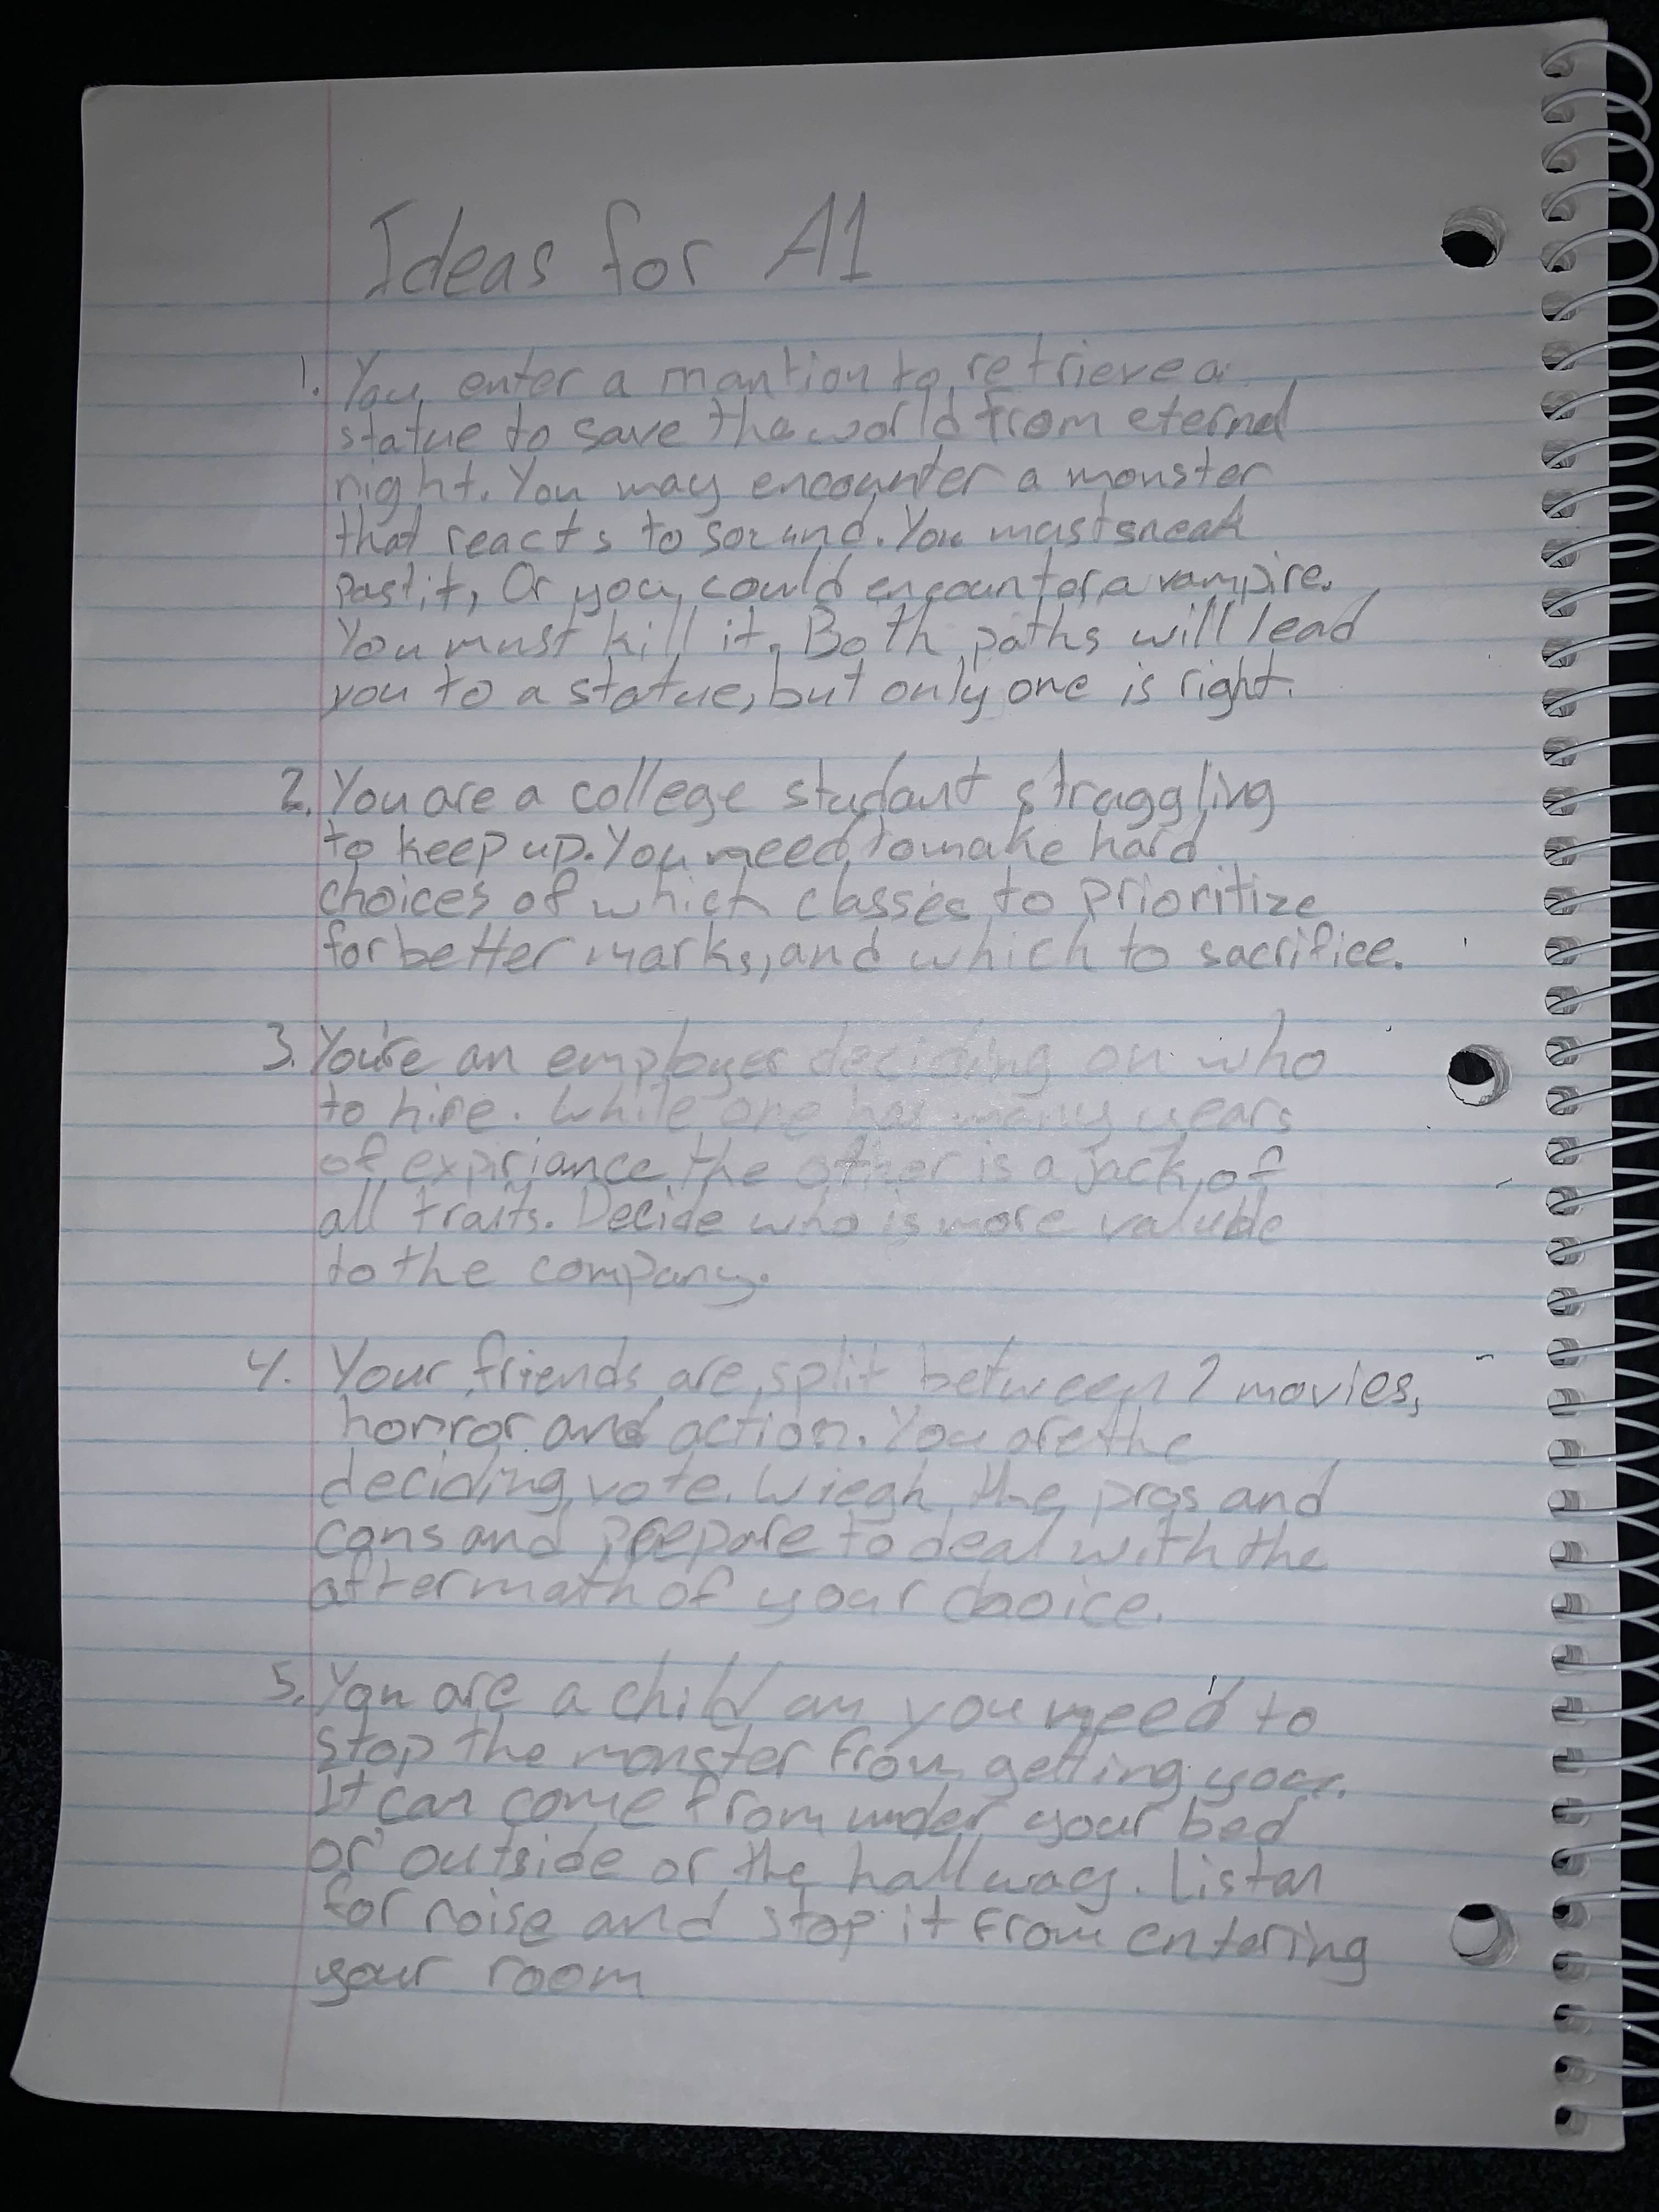 Ideas for A1
1. You enter a mantion to retrieve a
statue to save the world from eternal
night. You may encounter a monster
that reacts to sound. You must sneak
past it, Or you could encounter a vampire.
You must kill it. Both paths will lead
you to a statue, but only one is right.
2. You are a college student struggling
to keep up. You need to make hard
choices of which classes to prioritize
for better marks, and which to sacrifice.
3. You're an employer deciding on who
to hire. While one has many years
of expiriance the other is a jack of
all traits. Decide who is more valuble
to the company.
4. Your friends are split between 2 movies,
horror and action. You are the
deciding vote. Wiegh the pros and
cons and prepare to deal with the
aftermath of your choice.
5. You are a child an you need to
stop the monster from getting you.
It can come from under your bed
or outside or the hallway. Listen
for noise and stop it from entering
your room